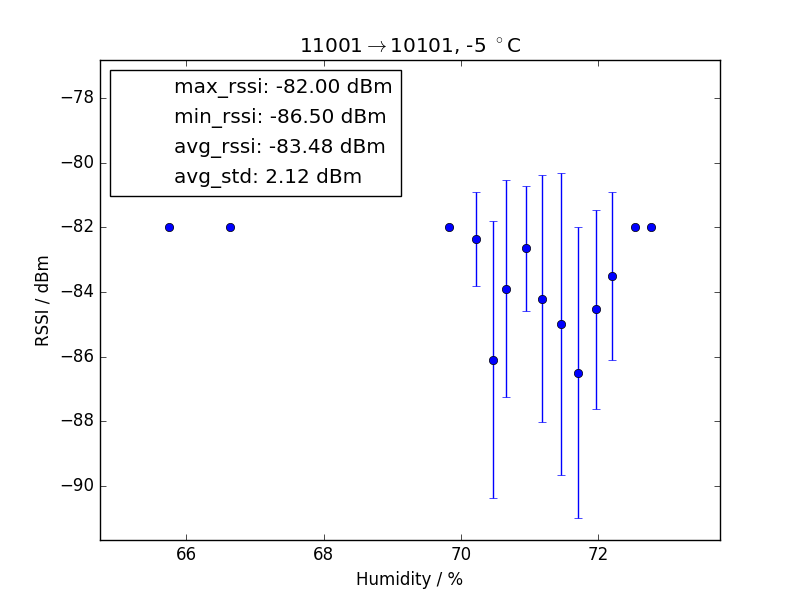 11001→10101, -5 °C
max_rssi: -82.00 dBm
min_rssi: -86.50 dBm
avg_rssi: -83.48 dBm
avg_std: 2.12 dBm
RSSI / dBm
−78
−80
−82
−84
−86
−88
−90
66 68 70 72
Humidity / %